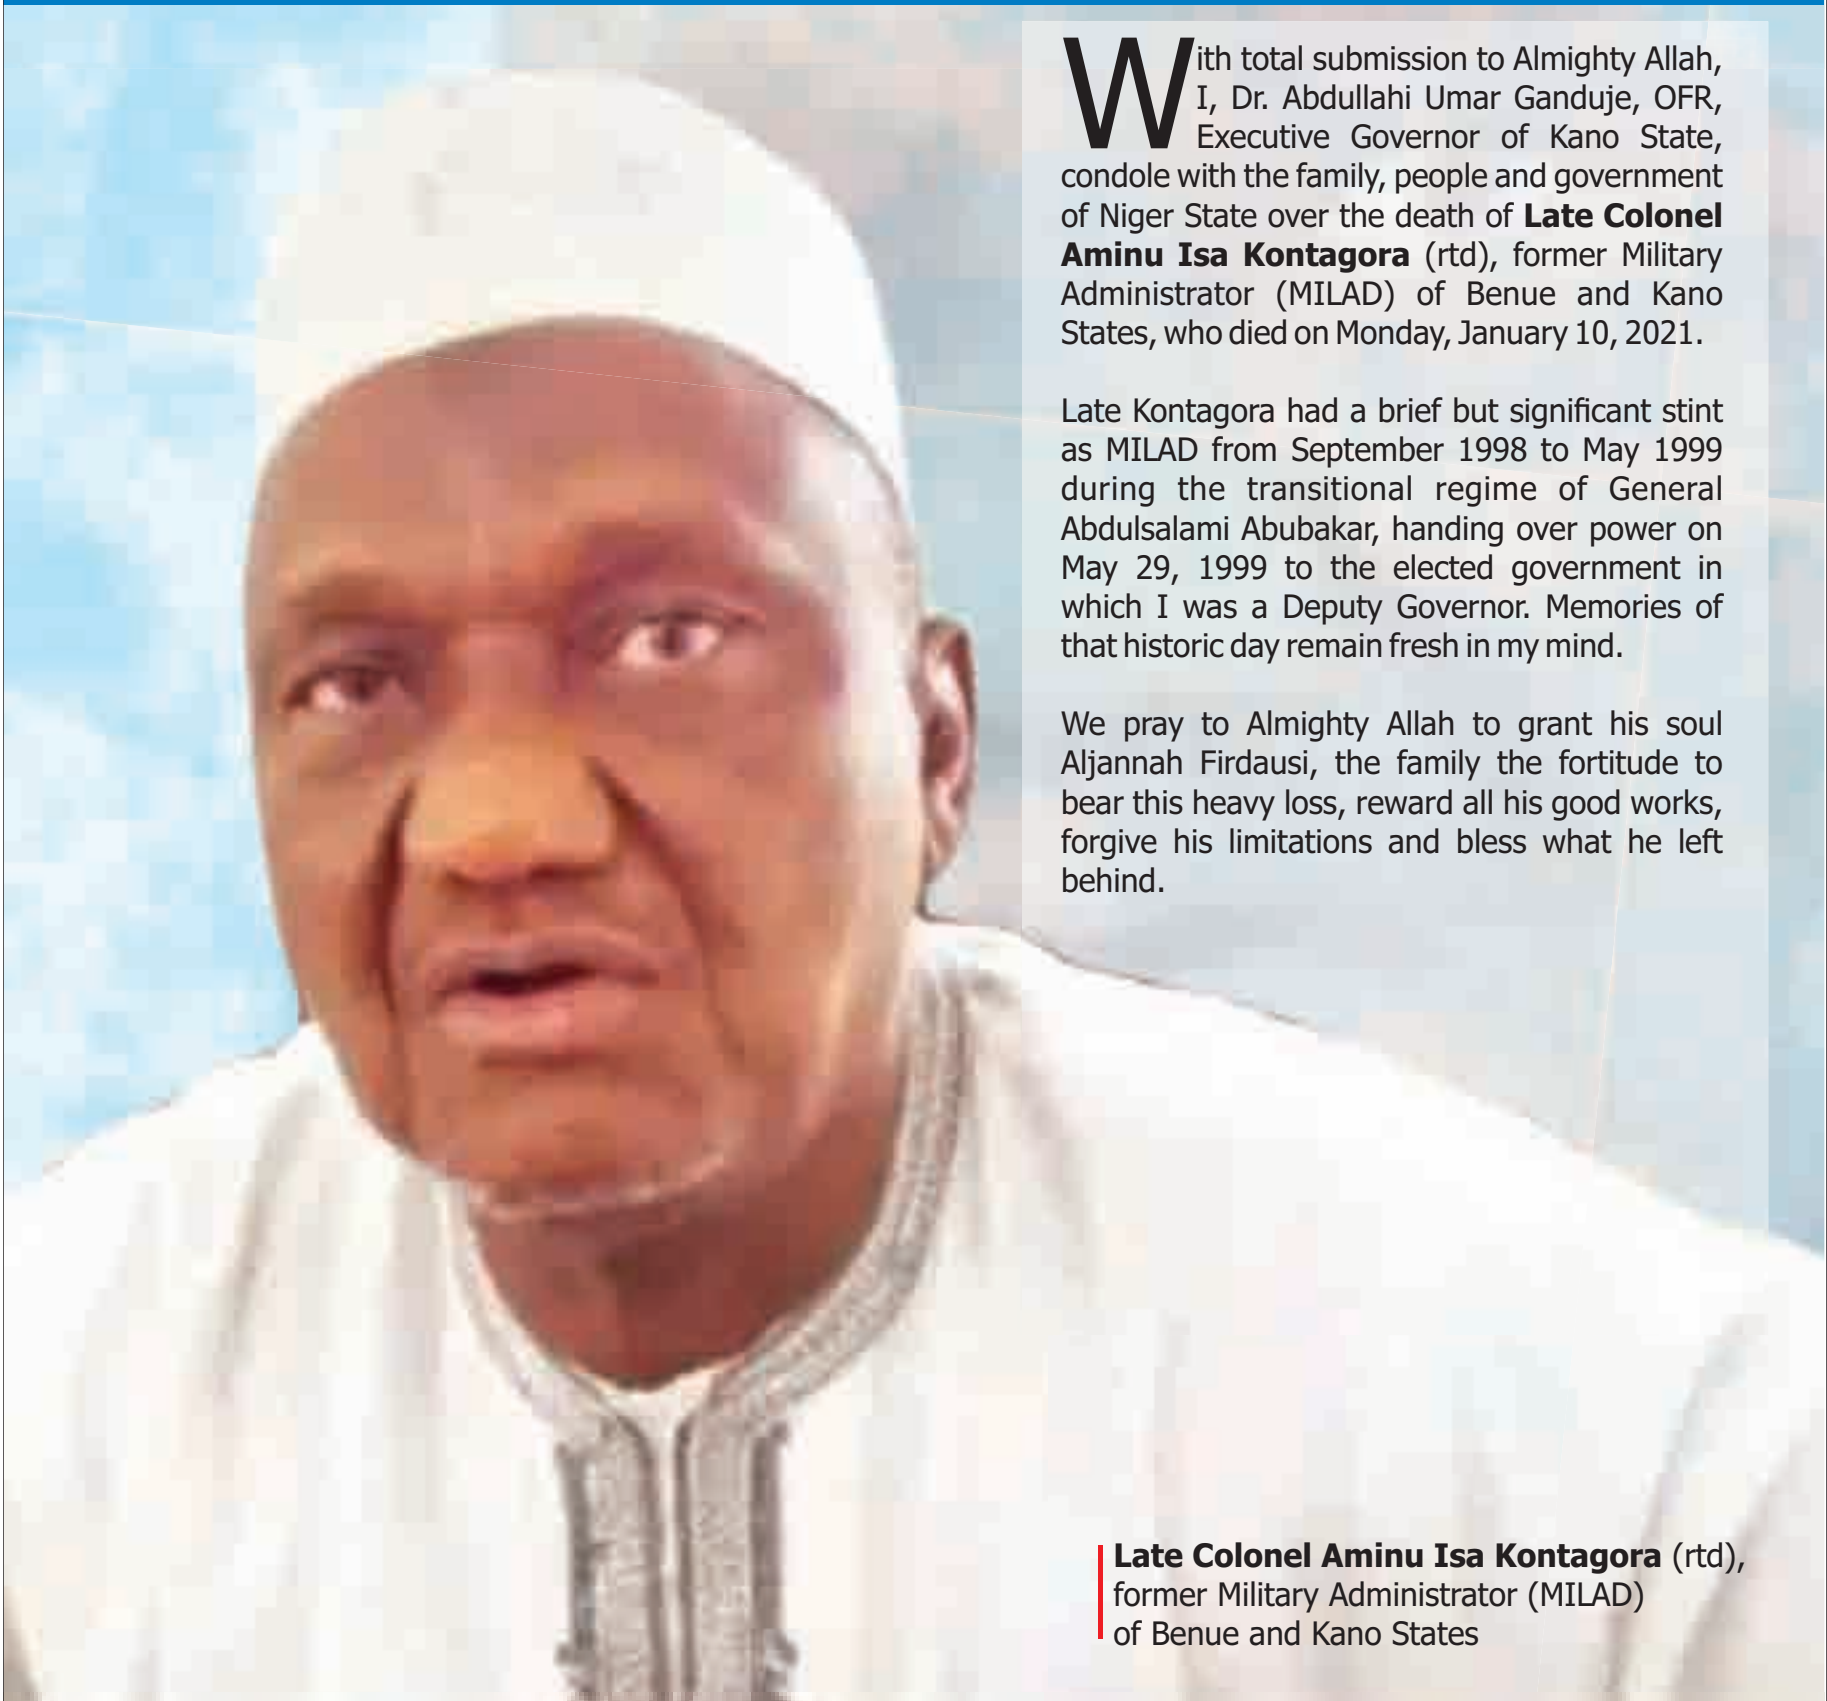 With total submission to Almighty Allah,
I, Dr. Abdullahi Umar Ganduje, OFR,
Executive Governor of Kano State,
condole with the family, people and government
of Niger State over the death of Late Colonel
Aminu Isa Kontagora (rtd), former Military
Administrator (MILAD) of Benue and Kano
States, who died on Monday, January 10, 2021.
Late Kontagora had a brief but significant stint
as MILAD from September 1998 to May 1999
during the transitional regime of General
Abdulsalami Abubakar, handing over power on
May 29, 1999 to the elected government in
which I was a Deputy Governor. Memories of
that historic day remain fresh in my mind.
We pray to Almighty Allah to grant his soul
Aljannah Firdausi, the family the fortitude to
bear this heavy loss, reward all his good works,
forgive his limitations and bless what he left
behind.
Late Colonel Aminu Isa Kontagora (rtd),
former Military Administrator (MILAD)
of Benue and Kano States